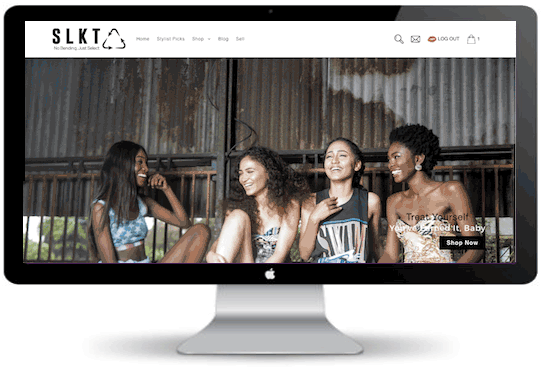 SLKT
No Bending, Just Select
Home Stylist Picks Shop Blog Sell
LOG OUT 1
Treat Yourself
You've Earned It, Baby
Shop Now